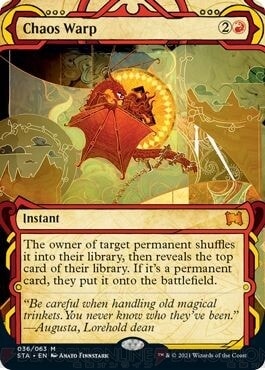 Chaos Warp 2
Instant
The owner of target permanent shuffles
it into their library, then reveals the top
card of their library. If it's a permanent
card, they put it onto the battlefield.
“Be careful when handling old magical
trinkets. You never know who they've been.”
—Augusta, Lorehold dean
036/063 M
STA • EN Anato Finnstark
™ & © 2021 Wizards of the Coast